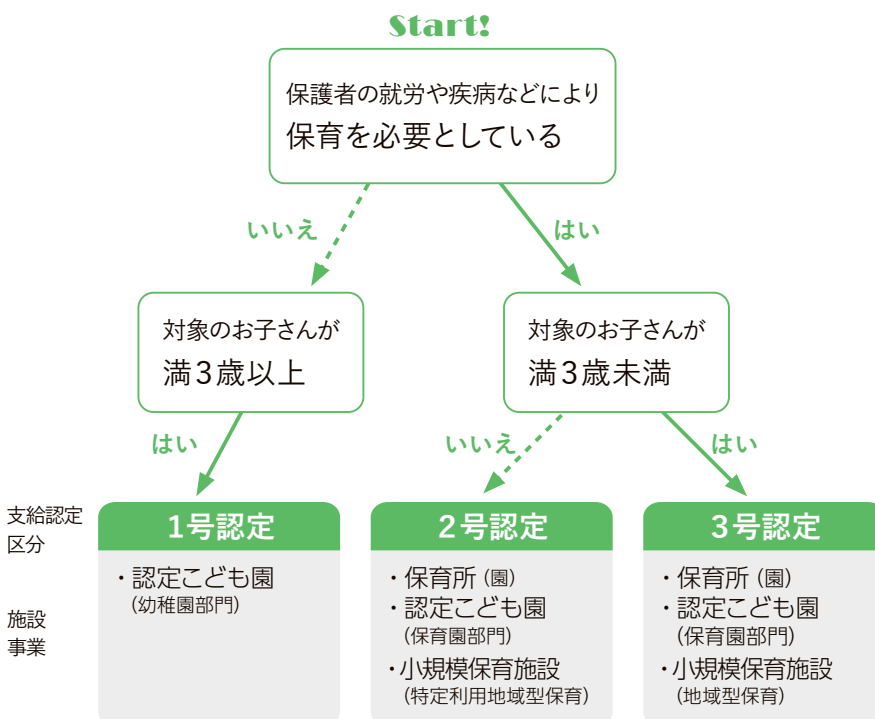 Start!
保護者の就労や疾病などにより
保育を必要としている
いいえ
はい
対象のお子さんが
満3歳以上
対象のお子さんが
満3歳未満
はい
いいえ
はい
支給認定
区分
1号認定
2号認定
3号認定
施設
事業
・認定こども園
(幼稚園部門)
・保育所(園)
・認定こども園
(保育園部門)
・小規模保育施設
(特定利用地域型保育)
・保育所(園)
・認定こども園
(保育園部門)
・小規模保育施設
(地域型保育)